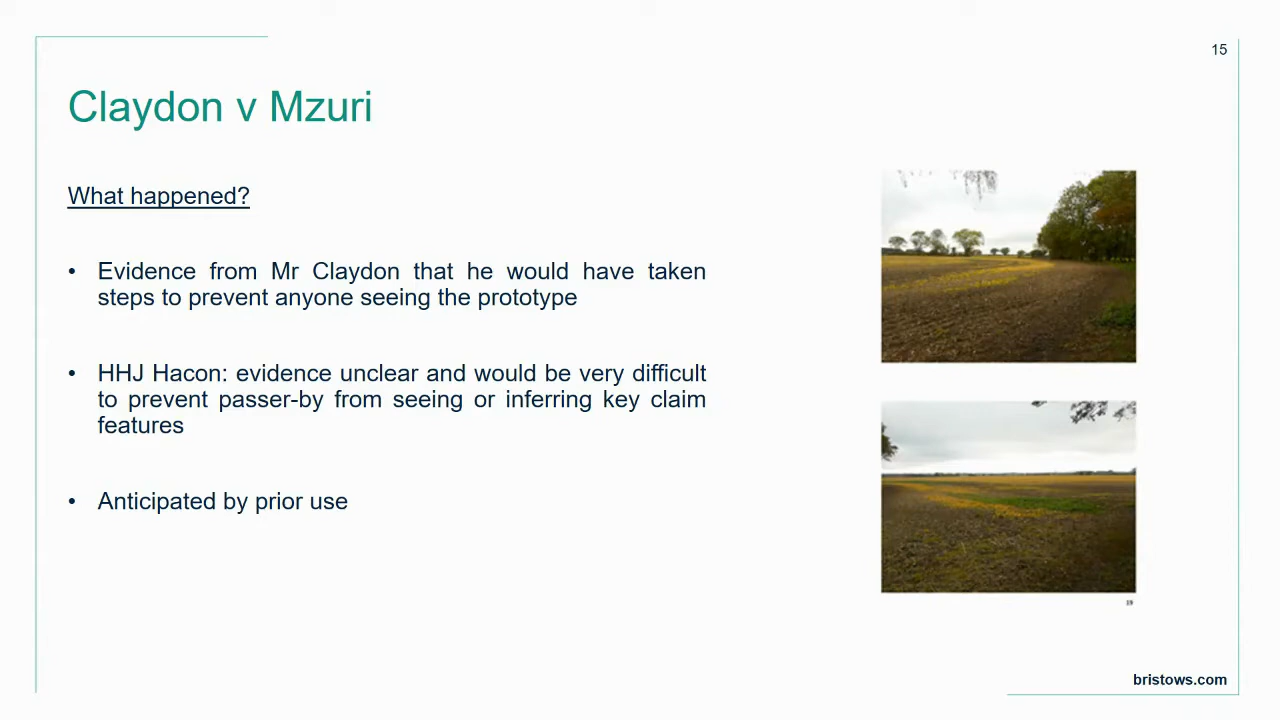 15
Claydon v Mzuri
What happened?
• Evidence from Mr Claydon that he would have taken
steps to prevent anyone seeing the prototype
• HHJ Hacon: evidence unclear and would be very difficult
to prevent passer-by from seeing or inferring key claim
features
• Anticipated by prior use
19
bristows.com